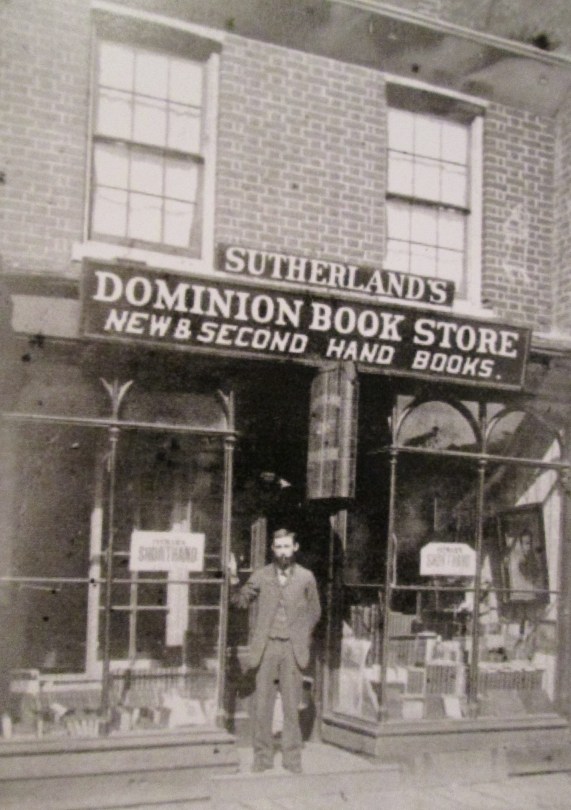 SUTHERLAND'S
DOMINION BOOK STORE
NEW & SECOND HAND BOOKS.
SHORTHAND
SHORTHAND